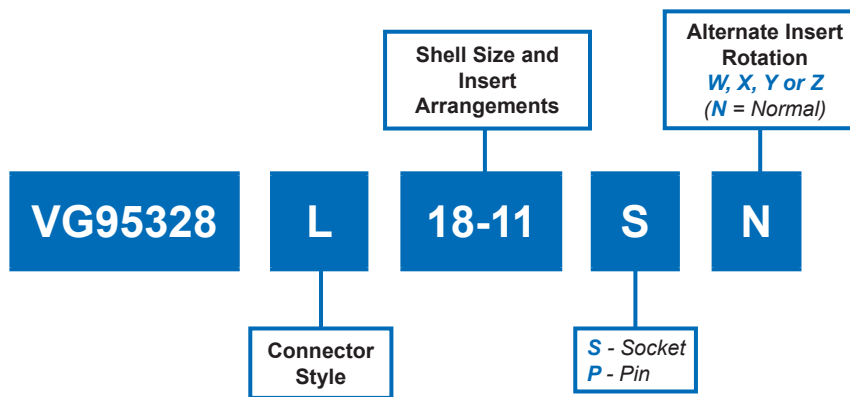 Shell Size and
Insert
Arrangements
Alternate Insert
Rotation
W, X, Y or Z
(N = Normal)
VG95328
L
18-11
S
N
Connector
Style
S - Socket
P - Pin